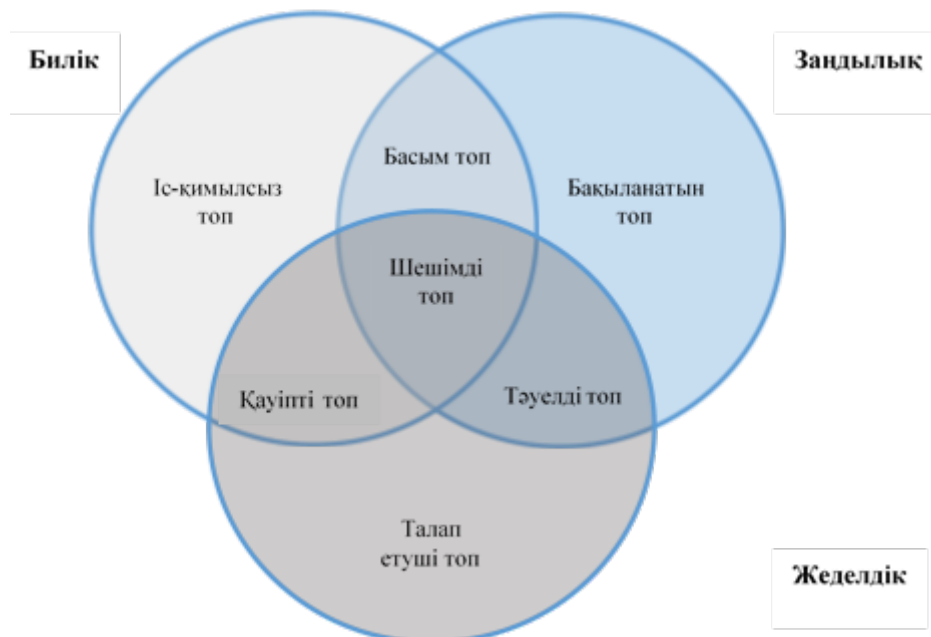 Билік
Заңдылық
Басым топ
Іс-қимылсыз
топ
Бақыланатын
топ
Шешімді
топ
Қауіпті топ
Тәуелді топ
Талап
етуші топ
Жеделдік